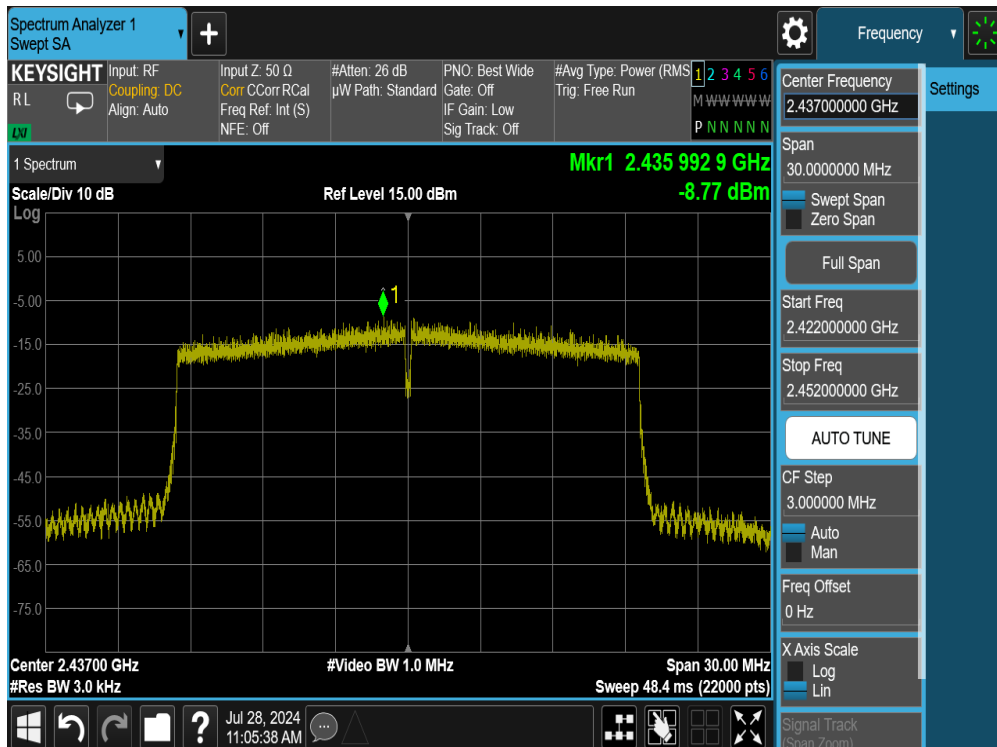 Spectrum Analyzer 1
Swept SA
+
Frequency
KEYSIGHT
RL
LXI
Input: RF
Coupling: DC
Align: Auto
Input Z: 50 Ω
Corr CCorr RCal
Freq Ref: Int (S)
NFE: Off
#Atten: 26 dB
µW Path: Standard
PNO: Best Wide
Gate: Off
IF Gain: Low
Sig Track: Off
#Avg Type: Power (RMS
Trig: Free Run
1 2 3 4 5 6
M W W W W W
P N N N N N
1 Spectrum
Mkr1 2.435 992 9 GHz
-8.77 dBm
Scale/Div 10 dB
Ref Level 15.00 dBm
Log
5.00
-5.00
-15.0
-25.0
-35.0
-45.0
-55.0
-65.0
-75.0
1
Center 2.43700 GHz
#Video BW 1.0 MHz
Span 30.00 MHz
#Res BW 3.0 kHz
Sweep 48.4 ms (22000 pts)
Center Frequency
2.437000000 GHz
Settings
Span
30.0000000 MHz
Swept Span
Zero Span
Full Span
Start Freq
2.422000000 GHz
Stop Freq
2.452000000 GHz
AUTO TUNE
CF Step
3.000000 MHz
Auto
Man
Freq Offset
0 Hz
X Axis Scale
Log
Lin
Signal Track
(Span Zoom)
?
Jul 28, 2024
11:05:38 AM